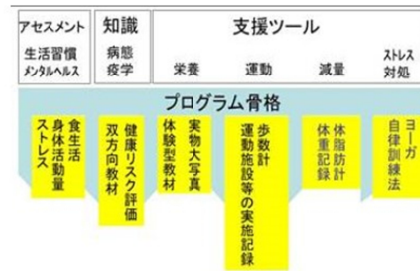 アセスメント
生活習慣
メンタルヘルス
知識
病態
疫学
支援ツール
栄養
運動
減量
ストレス
対処
プログラム骨格
食生活
身体活動量
ストレス
健康リスク評価
双方向教材
実物大写真
体験型教材
歩数計
運動施設等の実施記録
体脂肪計
体重記録
ヨーガ
自律訓練法